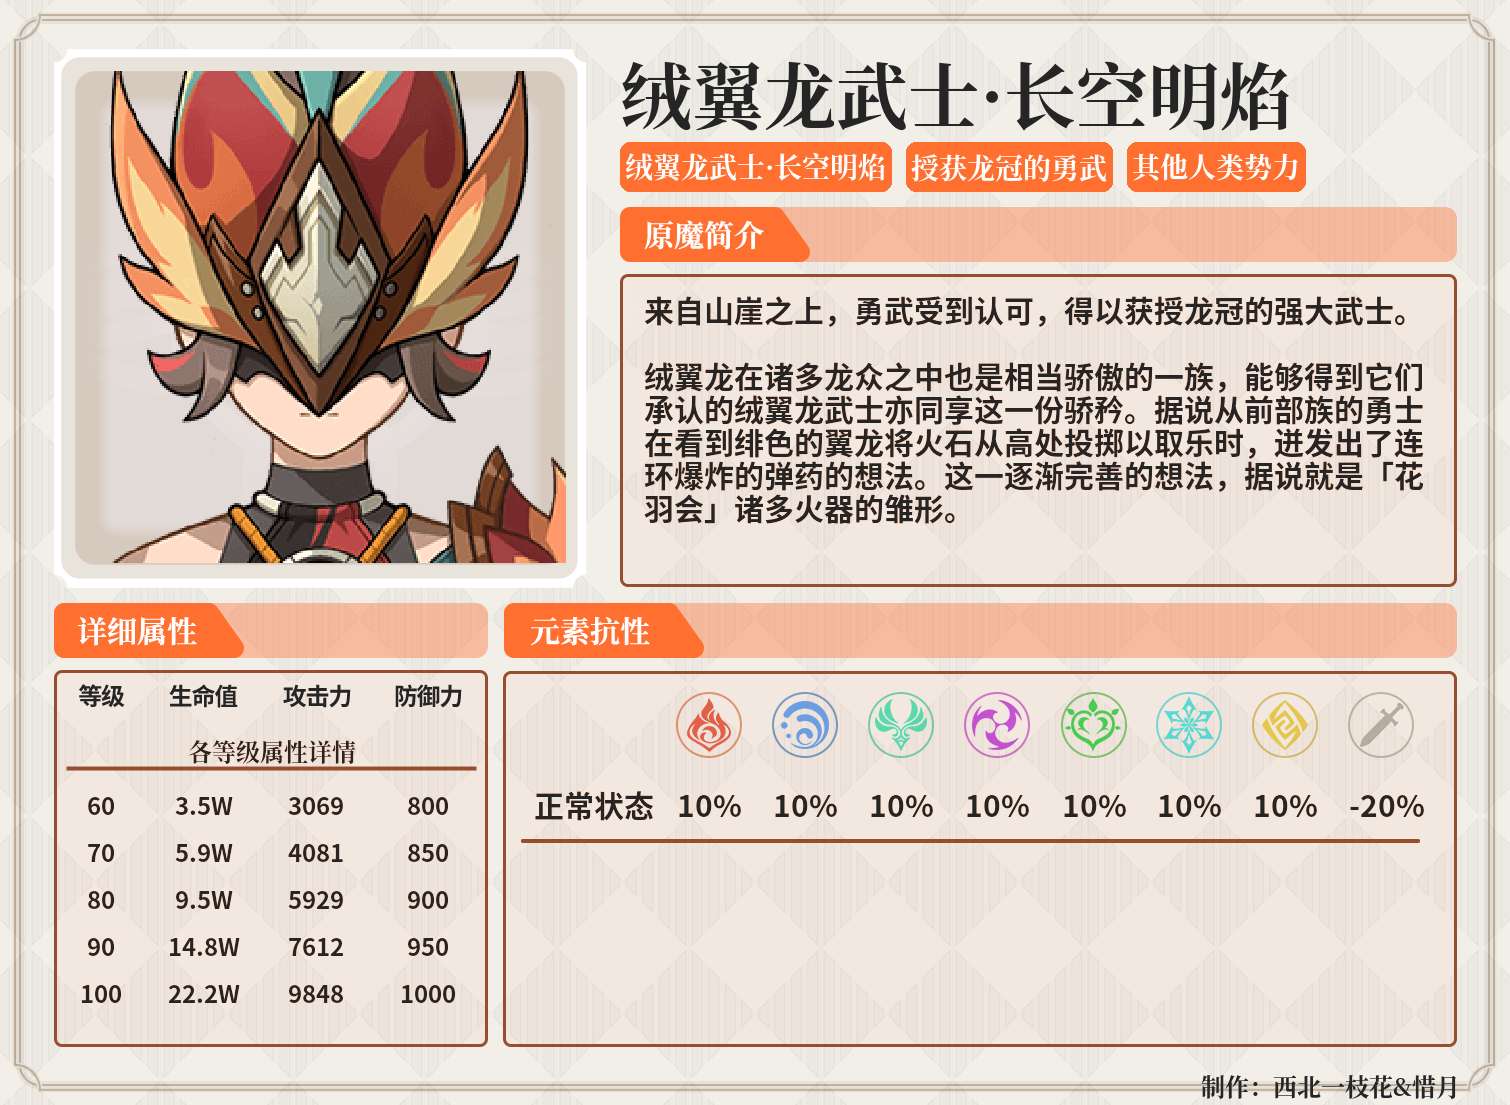 绒翼龙武士·长空明焰
绒翼龙武士·长空明焰 授获龙冠的勇武 其他人类势力
原魔简介
来自山崖之上，勇武受到认可，得以获授龙冠的强大武士。
绒翼龙在诸多龙众之中也是相当骄傲的一族，能够得到它们
承认的绒翼龙武士亦同享这一份骄矜。据说从前部族的勇士
在看到绯色的翼龙将火石从高处投掷以取乐时，迸发出了连
环爆炸的弹药的想法。这一逐渐完善的想法，据说就是「花
羽会」诸多火器的雏形。
详细属性
等级 生命值 攻击力 防御力
各等级属性详情
60 3.5W 3069 800
70 5.9W 4081 850
80 9.5W 5929 900
90 14.8W 7612 950
100 22.2W 9848 1000
元素抗性
正常状态 10% 10% 10% 10% 10% 10% 10% -20%
制作：西北一枝花&惜月